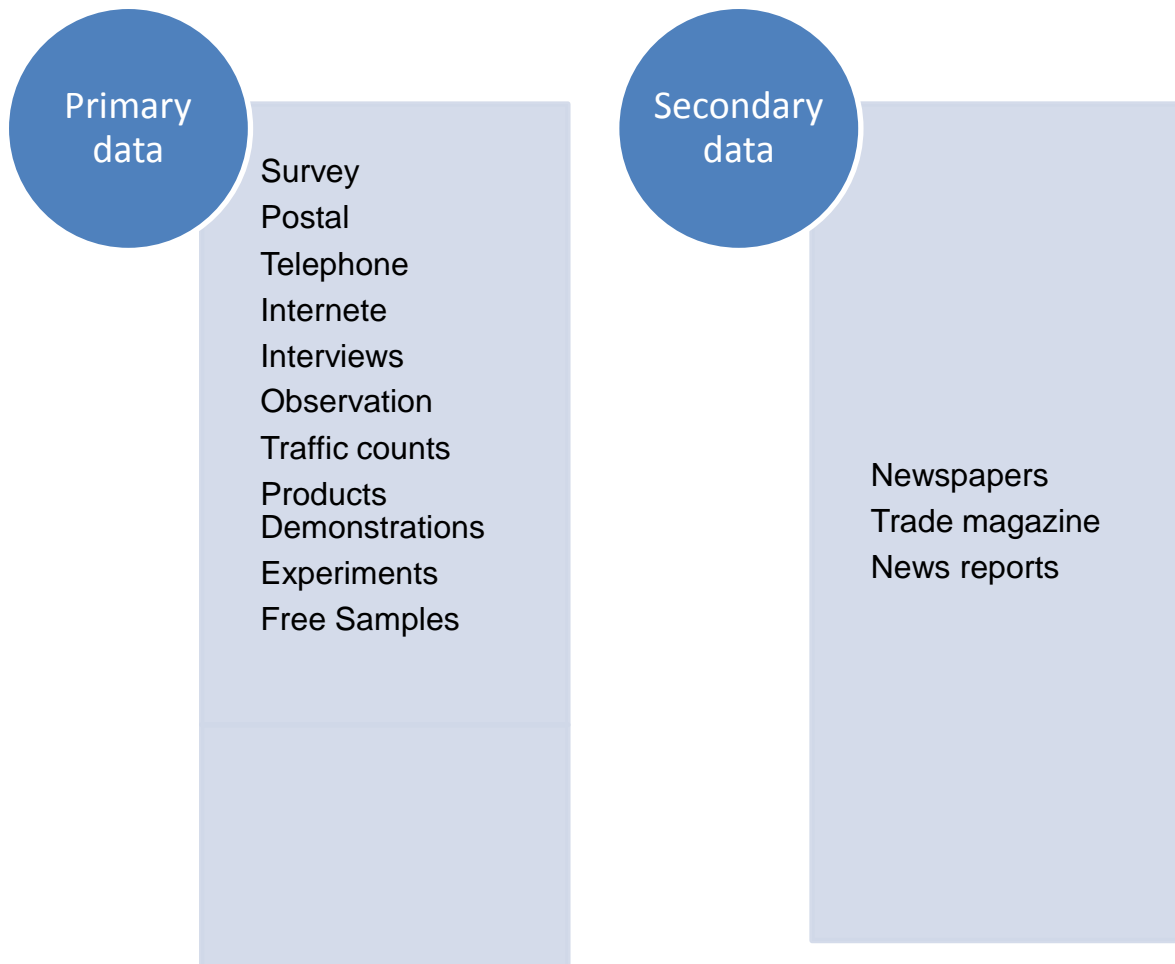 Primary
data
Survey
Postal
Telephone
Internete
Interviews
Observation
Traffic counts
Products
Demonstrations
Experiments
Free Samples
Secondary
data
Newspapers
Trade magazine
News reports